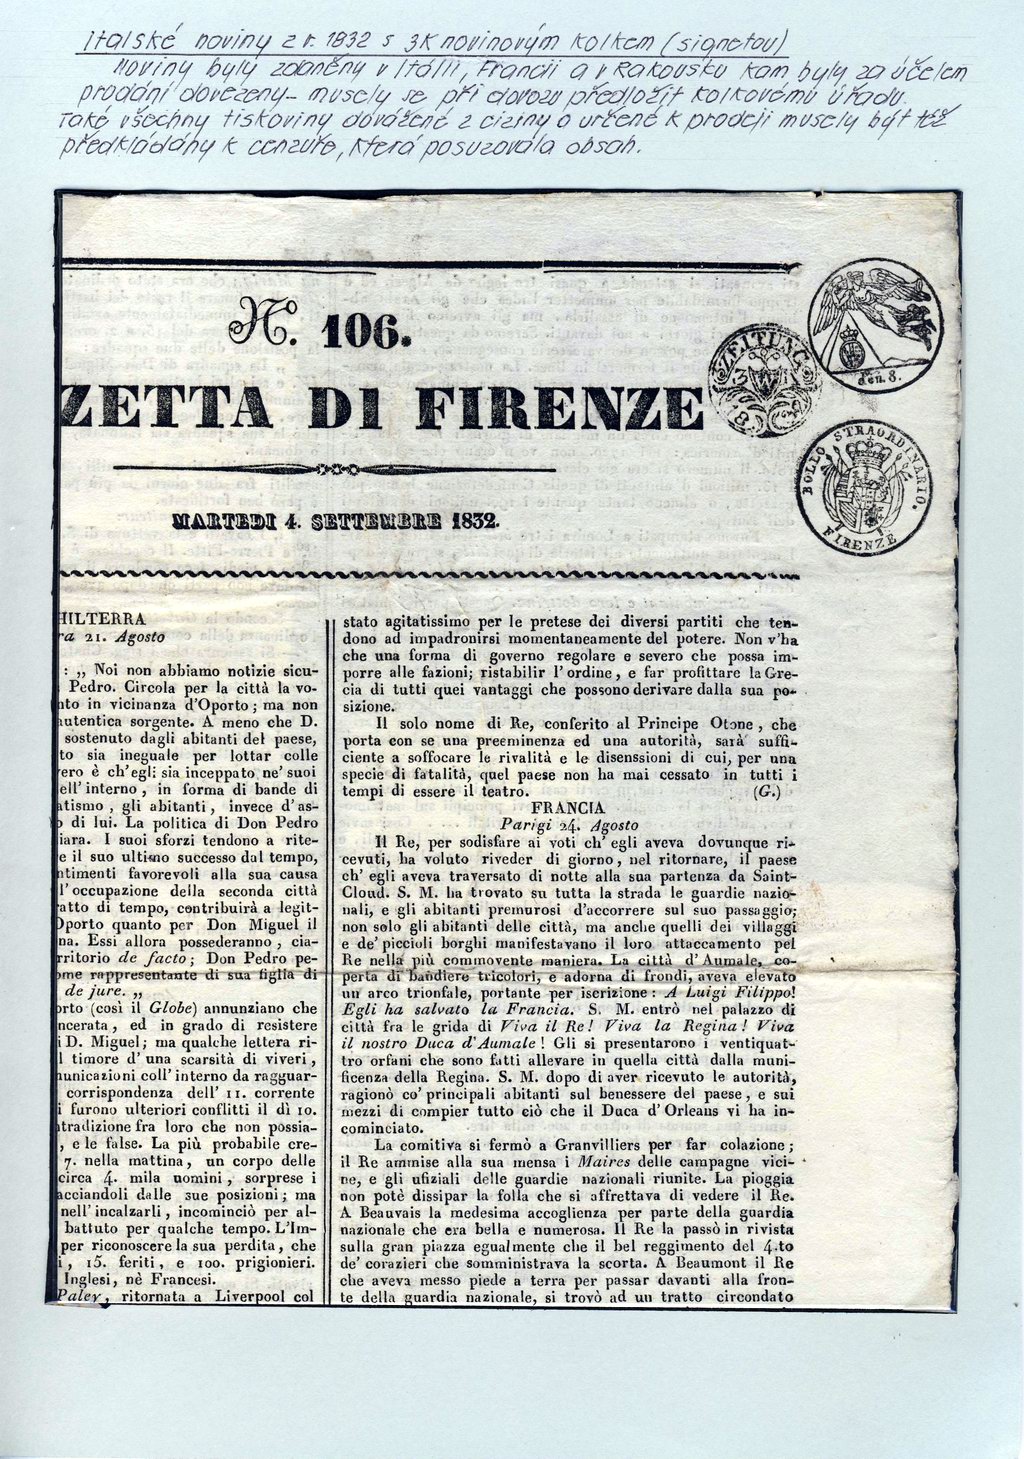 Italské noviny z r. 1832 s 3K novinovým kolkem (signetou)
Noviny byly zdaněny v Itálii, Francii a v Rakousku kam byly za účelem
prodání dovezeny – musely se při dovozu předložit kolkovému úřadu.
Také všechny tiskoviny dovážené z ciziny a určené k prodeji musely být též
předkládány k cenzuře, která posuzovala obsah.
N. 106.
ZETTA DI FIRENZE
ZEITUNG
3 K
W
den. 8.
BOLLO STRAORDINARIO.
FIRENZE
MARTEDI 4. SETTEMBRE 1832.
HILTERRA
ra 21. Agosto
: „ Noi non abbiamo notizie sicu-
Pedro. Circola per la città la vo-
ato in vicinanza d'Oporto ; ma non
autentica sorgente. A meno che D.
sostenuto dagli abitanti del paese,
to sia ineguale per lottar colle
ero è ch'egli sia inceppato ne' suoi
ell'interno , in forma di bande di
atismo , gli abitanti , invece d'as-
o di lui. La politica di Don Pedro
iara. I suoi sforzi tendono a rite-
e il suo ultimo successo dal tempo,
ntimenti favorevoli alla sua causa
l'occupazione della seconda città
atto di tempo, contribuirà a legit-
Oporto quanto per Don Miguel il
na. Essi allora possederanno , cia-
rritorio de facto ; Don Pedro pe-
ome rappresentante di sua figlia di
de jure. „
orto (così il Globe) annunziano che
ncerata , ed in grado di resistere
i D. Miguel; ma qualche lettera ri-
l timore d'una scarsità di viveri ,
unicazioni coll'interno da ragguar-
corrispondenza dell' 11. corrente
i furono ulteriori conflitti il dì 10.
tradizione fra loro che non possia-
, e le false. La più probabile cre-
7. nella mattina, un corpo delle
circa 4. mila uomini, sorprese i
acciandoli dalle sue posizioni ; ma
nell'incalzarli, incominciò per al-
battuto per qualche tempo. L'Im-
per riconoscere la sua perdita, che
i , 15. feriti , e 100. prigionieri.
Inglesi, nè Francesi.
Paley, ritornata a Liverpool col
stato agitatissimo per le pretese dei diversi partiti che ten-
dono ad impadronirsi momentaneamente del potere. Non v'ha
che una forma di governo regolare e severo che possa im-
porre alle fazioni; ristabilir l'ordine, e far profittare la Gre-
cia di tutti quei vantaggi che possono derivare dalla sua po-
sizione.
Il solo nome di Re, conferito al Principe Otone , che
porta con se una preeminenza ed una autorità, sarà suffi-
ciente a soffocare le rivalità e le disenssioni di cui, per una
specie di fatalità, quel paese non ha mai cessato in tutti i
tempi di essere il teatro. (G.)
FRANCIA
Parigi 24. Agosto
Il Re, per sodisfare ai voti ch'egli aveva dovunque ri-
cevuti, ha voluto riveder di giorno, nel ritornare, il paese
ch'egli aveva traversato di notte alla sua partenza da Saint-
Cloud. S. M. ha trovato su tutta la strada le guardie nazio-
nali, e gli abitanti premurosi d'accorrere sul suo passaggio;
non solo gli abitanti delle città, ma anche quelli dei villaggi
e de' piccioli borghi manifestavano il loro attaccamento pel
Re nella più commovente maniera. La città d'Aumale, co-
perta di bandiere tricolori, e adorna di frondi, aveva elevato
un arco trionfale, portante per iscrizione : A Luigi Filippo!
Egli ha salvato la Francia. S. M. entrò nel palazzo di
città fra le grida di Viva il Re! Viva la Regina! Viva
il nostro Duca d'Aumale ! Gli si presentarono i ventiquat-
tro orfani che sono fatti allevare in quella città dalla muni-
ficenza della Regina. S. M. dopo di aver ricevuto le autorità,
ragionò co' principali abitanti sul benessere del paese , e sui
mezzi di compier tutto ciò che il Duca d'Orleans vi ha in-
cominciato.
La comitiva si fermò a Granvilliers per far colazione ;
il Re ammise alla sua mensa i Maires delle campagne vici-
ne, e gli ufiziali delle guardie nazionali riunite. La pioggia
non potè dissipar la folla che si affrettava di vedere il Re.
A Beauvais la medesima accoglienza per parte della guardia
nazionale che era bella e numerosa. Il Re la passò in rivista
sulla gran piazza egualmente che il bel reggimento del 4.to
de' corazieri che somministrava la scorta. A Beaumont il Re
che aveva messo piede a terra per passar davanti alla fron-
te della guardia nazionale, si trovò ad un tratto circondato